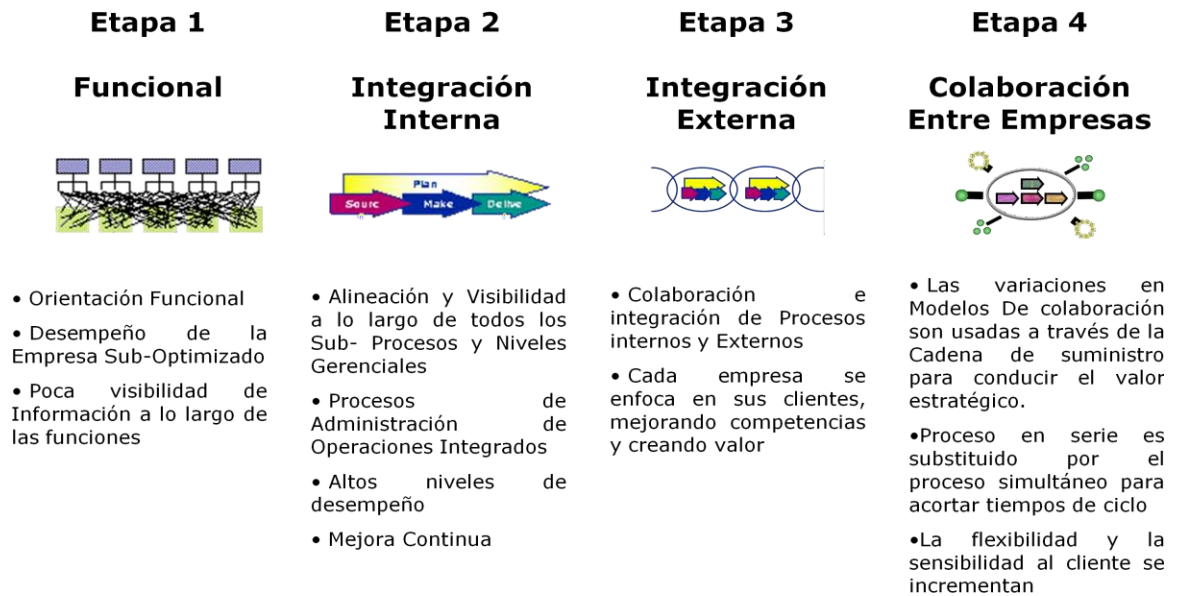 Etapa 1
Funcional
• Orientación Funcional
• Desempeño de la
Empresa Sub-Optimizado
• Poca visibilidad de
Información a lo largo de
las funciones
Etapa 2
Integración
Interna
Plan
Sourc
Make
Delive
• Alineación y Visibilidad
a lo largo de todos los
Sub- Procesos y Niveles
Gerenciales
• Procesos de
Administración de
Operaciones Integrados
• Altos niveles de
desempeño
• Mejora Continua
Etapa 3
Integración
Externa
• Colaboración e
integración de Procesos
internos y Externos
• Cada empresa se
enfoca en sus clientes,
mejorando competencias
y creando valor
Etapa 4
Colaboración
Entre Empresas
• Las variaciones en
Modelos De colaboración
son usadas a través de la
Cadena de suministro
para conducir el valor
estratégico.
•Proceso en serie es
substituido por el
proceso simultáneo para
acortar tiempos de ciclo
•La flexibilidad y la
sensibilidad al cliente se
incrementan